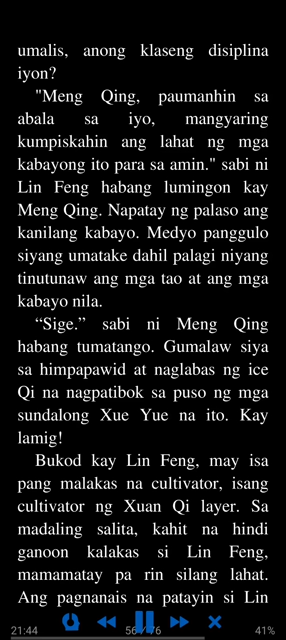 umalis, anong klaseng disiplina
iyon?
"Meng Qing, paumanhin sa
abala sa iyo, mangyaring
kumpiskahin ang lahat ng mga
kabayong ito para sa amin." sabi ni
Lin Feng habang lumingon kay
Meng Qing. Napatay ng palaso ang
kanilang kabayo. Medyo panggulo
siyang umatake dahil palagi niyang
tinutunaw ang mga tao at ang mga
kabayo nila.
“Sige.” sabi ni Meng Qing
habang tumatango. Gumalaw siya
sa himpapawid at naglabas ng ice
Qi na nagpatibok sa puso ng mga
sundalong Xue Yue na ito. Kay
lamig!
Bukod kay Lin Feng, may isa
pang malakas na cultivator, isang
cultivator ng Xuan Qi layer. Sa
madaling salita, kahit na hindi
ganoon kalakas si Lin Feng,
mamamatay pa rin silang lahat.
Ang pagnanais na patayin si Lin
21:44 41%